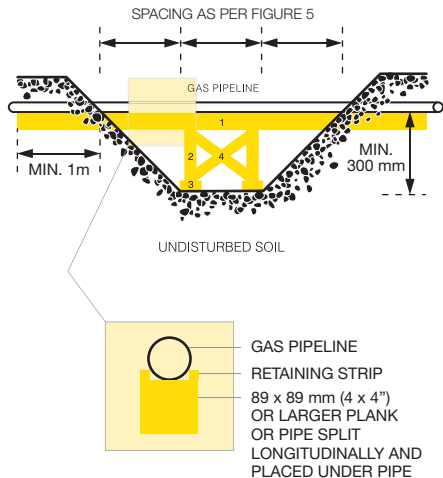 SPACING AS PER FIGURE 5
GAS PIPELINE
1
2
4
3
MIN. 1m
MIN.
300 mm
UNDISTURBED SOIL
GAS PIPELINE
RETAINING STRIP
89 x 89 mm (4 x 4”)
OR LARGER PLANK
OR PIPE SPLIT
LONGITUDINALLY AND
PLACED UNDER PIPE